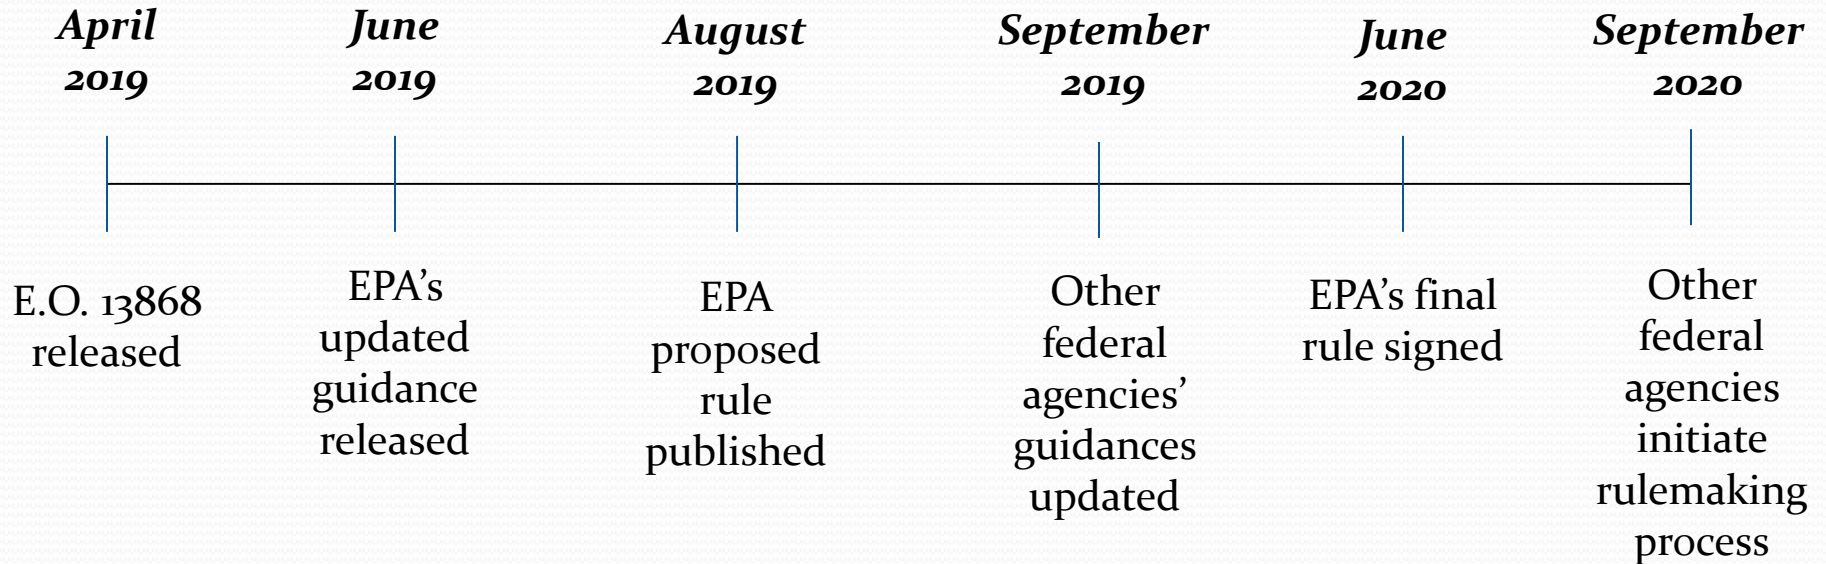 April
2019
June
2019
August
2019
September
2019
June
2020
September
2020
E.O. 13868
released
EPA’s
updated
guidance
released
EPA
proposed
rule
published
Other
federal
agencies’
guidances
updated
EPA’s final
rule signed
Other
federal
agencies
initiate
rulemaking
process